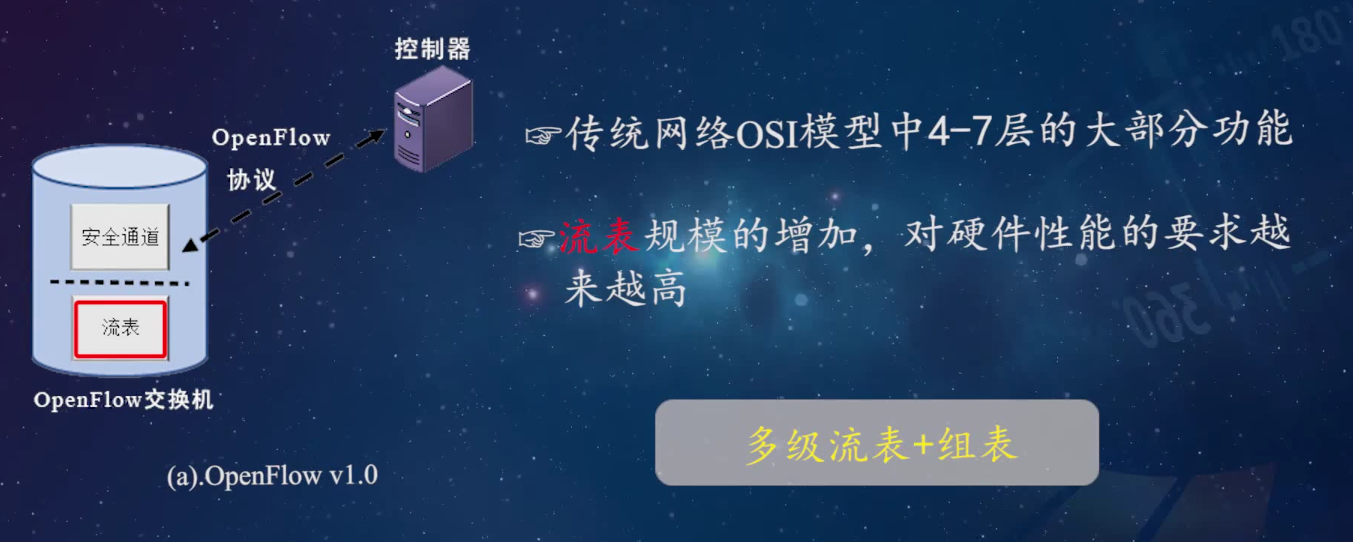 控制器
OpenFlow
协议
安全通道
流表
OpenFlow交换机
(a).OpenFlow v1.0
☞传统网络OSI模型中4-7层的大部分功能
☞流表规模的增加，对硬件性能的要求越
来越高
多级流表+组表
180
360